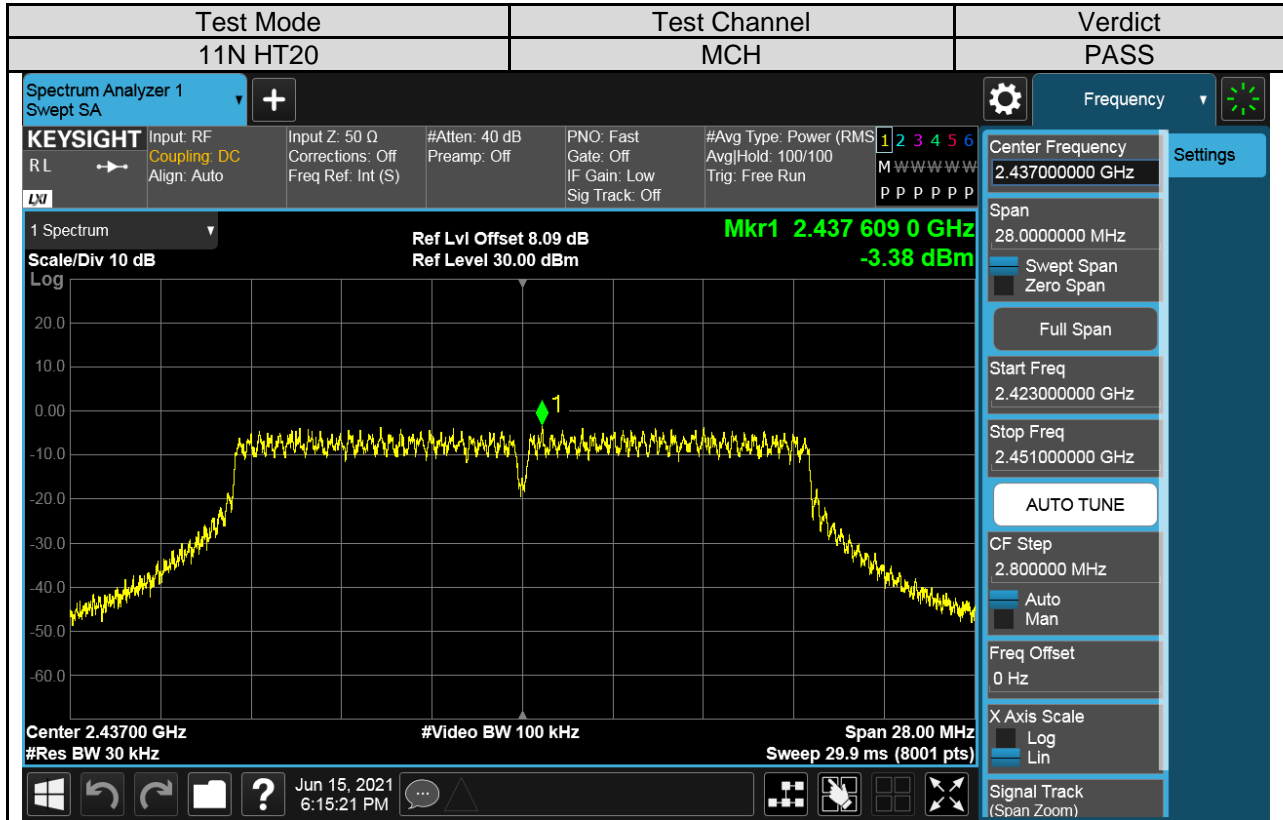 Test Mode Test Channel Verdict
11N HT20 MCH PASS
Spectrum Analyzer 1
Swept SA
+
Frequency
KEYSIGHT
R L
LXI
Input: RF
Coupling: DC
Align: Auto
Input Z: 50 Ω
Corrections: Off
Freq Ref: Int (S)
#Atten: 40 dB
Preamp: Off
PNO: Fast
Gate: Off
IF Gain: Low
Sig Track: Off
#Avg Type: Power (RMS
Avg|Hold: 100/100
Trig: Free Run
1 2 3 4 5 6
M W W W W W
P P P P P P
1 Spectrum
Scale/Div 10 dB
Log
Ref Lvl Offset 8.09 dB
Ref Level 30.00 dBm
Mkr1 2.437 609 0 GHz
-3.38 dBm
20.0
10.0
0.00
-10.0
-20.0
-30.0
-40.0
-50.0
-60.0
1
Center 2.43700 GHz
#Res BW 30 kHz
#Video BW 100 kHz
Span 28.00 MHz
Sweep 29.9 ms (8001 pts)
?
Jun 15, 2021
6:15:21 PM
Center Frequency
2.437000000 GHz
Settings
Span
28.0000000 MHz
Swept Span
Zero Span
Full Span
Start Freq
2.423000000 GHz
Stop Freq
2.451000000 GHz
AUTO TUNE
CF Step
2.800000 MHz
Auto
Man
Freq Offset
0 Hz
X Axis Scale
Log
Lin
Signal Track
(Span Zoom)